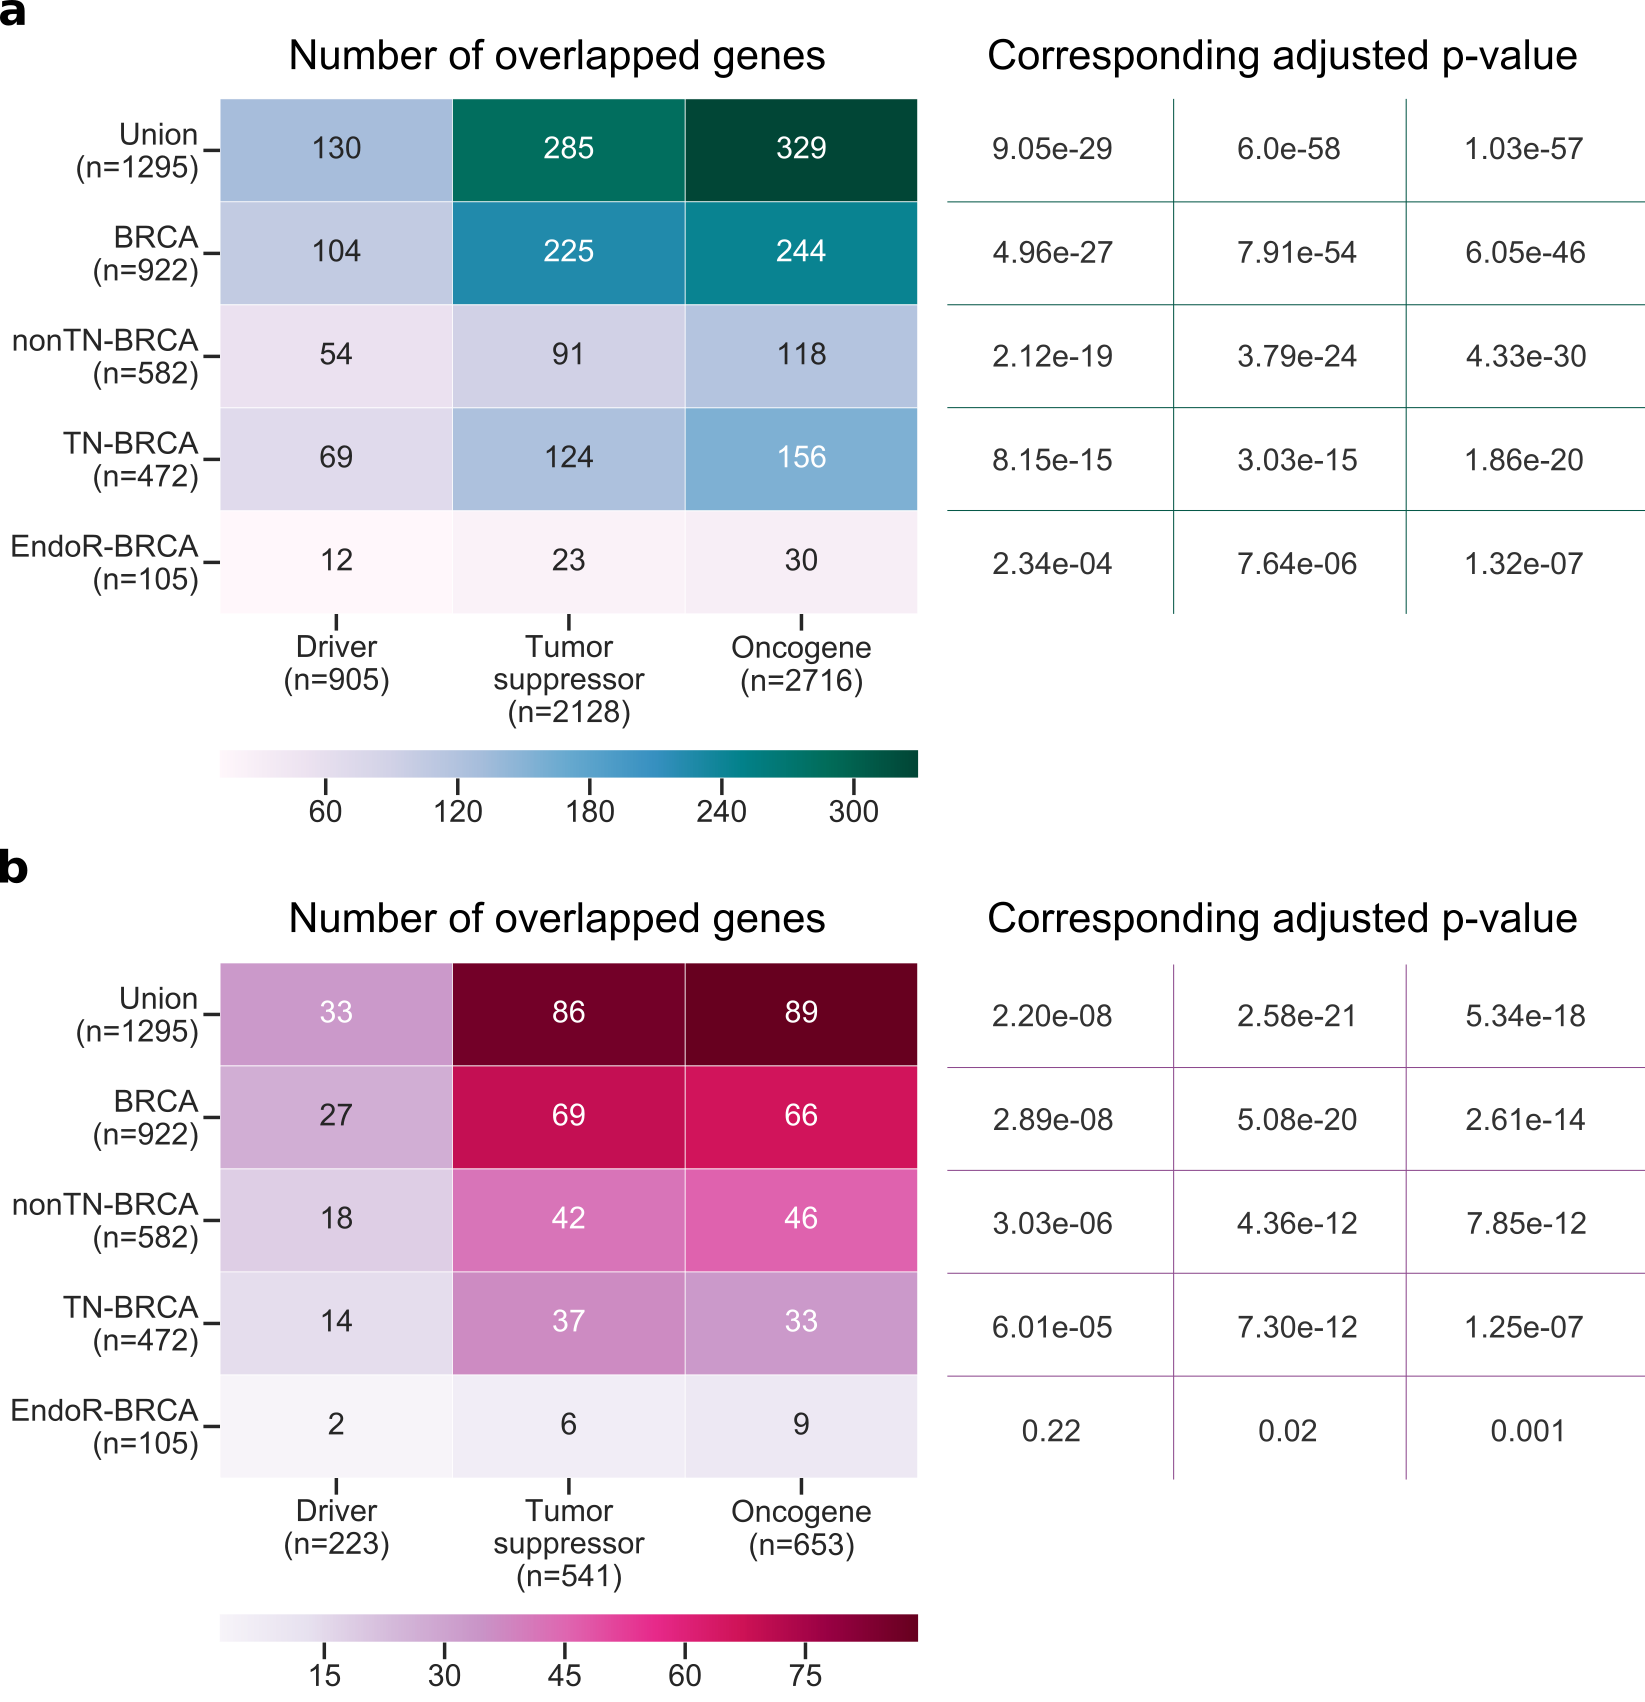 a
Number of overlapped genes
Corresponding adjusted p-value
Union
(n=1295)
130 285 329
9.05e-29 6.0e-58 1.03e-57
BRCA
(n=922)
104 225 244
4.96e-27 7.91e-54 6.05e-46
nonTN-BRCA
(n=582)
54 91 118
2.12e-19 3.79e-24 4.33e-30
TN-BRCA
(n=472)
69 124 156
8.15e-15 3.03e-15 1.86e-20
EndoR-BRCA
(n=105)
12 23 30
2.34e-04 7.64e-06 1.32e-07
Driver
(n=905)
Tumor
suppressor
(n=2128)
Oncogene
(n=2716)
60 120 180 240 300
b
Number of overlapped genes
Corresponding adjusted p-value
Union
(n=1295)
33 86 89
2.20e-08 2.58e-21 5.34e-18
BRCA
(n=922)
27 69 66
2.89e-08 5.08e-20 2.61e-14
nonTN-BRCA
(n=582)
18 42 46
3.03e-06 4.36e-12 7.85e-12
TN-BRCA
(n=472)
14 37 33
6.01e-05 7.30e-12 1.25e-07
EndoR-BRCA
(n=105)
2 6 9
0.22 0.02 0.001
Driver
(n=223)
Tumor
suppressor
(n=541)
Oncogene
(n=653)
15 30 45 60 75